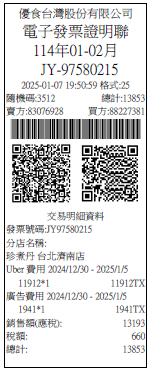 優食台灣股份有限公司
電子發票證明聯
114年01-02月
JY-97580215
2025-01-07 19:50:59 格式:25
隨機碼:3512 總計:13853
賣方:83076928 買方:88227381
交易明細資料
發票號碼:JY97580215
分店名稱:
珍煮丹 台北濟南店
Uber 費用 2024/12/30 - 2025/1/5
11912*1 11912TX
廣告費用 2024/12/30 - 2025/1/5
1941*1 1941TX
銷售額(應稅): 13193
稅額: 660
總計: 13853